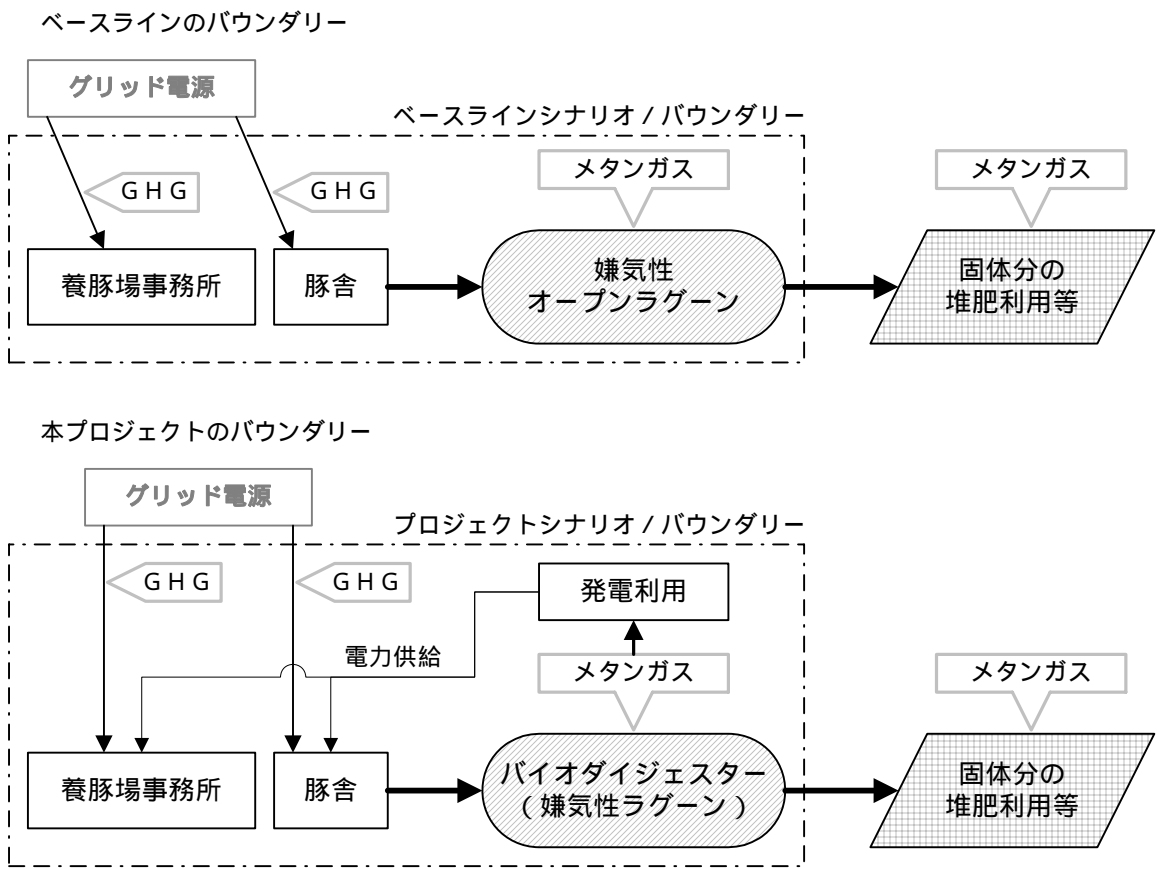 ベースラインのバウンダリー
グリッド電源
ベースラインシナリオ / バウンダリー
メタンガス
メタンガス
ＧＨＧ
ＧＨＧ
養豚場事務所
豚舎
嫌気性
オープンラグーン
固体分の
堆肥利用等
本プロジェクトのバウンダリー
グリッド電源
プロジェクトシナリオ / バウンダリー
ＧＨＧ
ＧＨＧ
発電利用
電力供給
メタンガス
メタンガス
養豚場事務所
豚舎
バイオダイジェスター
( 嫌気性ラグーン )
固体分の
堆肥利用等